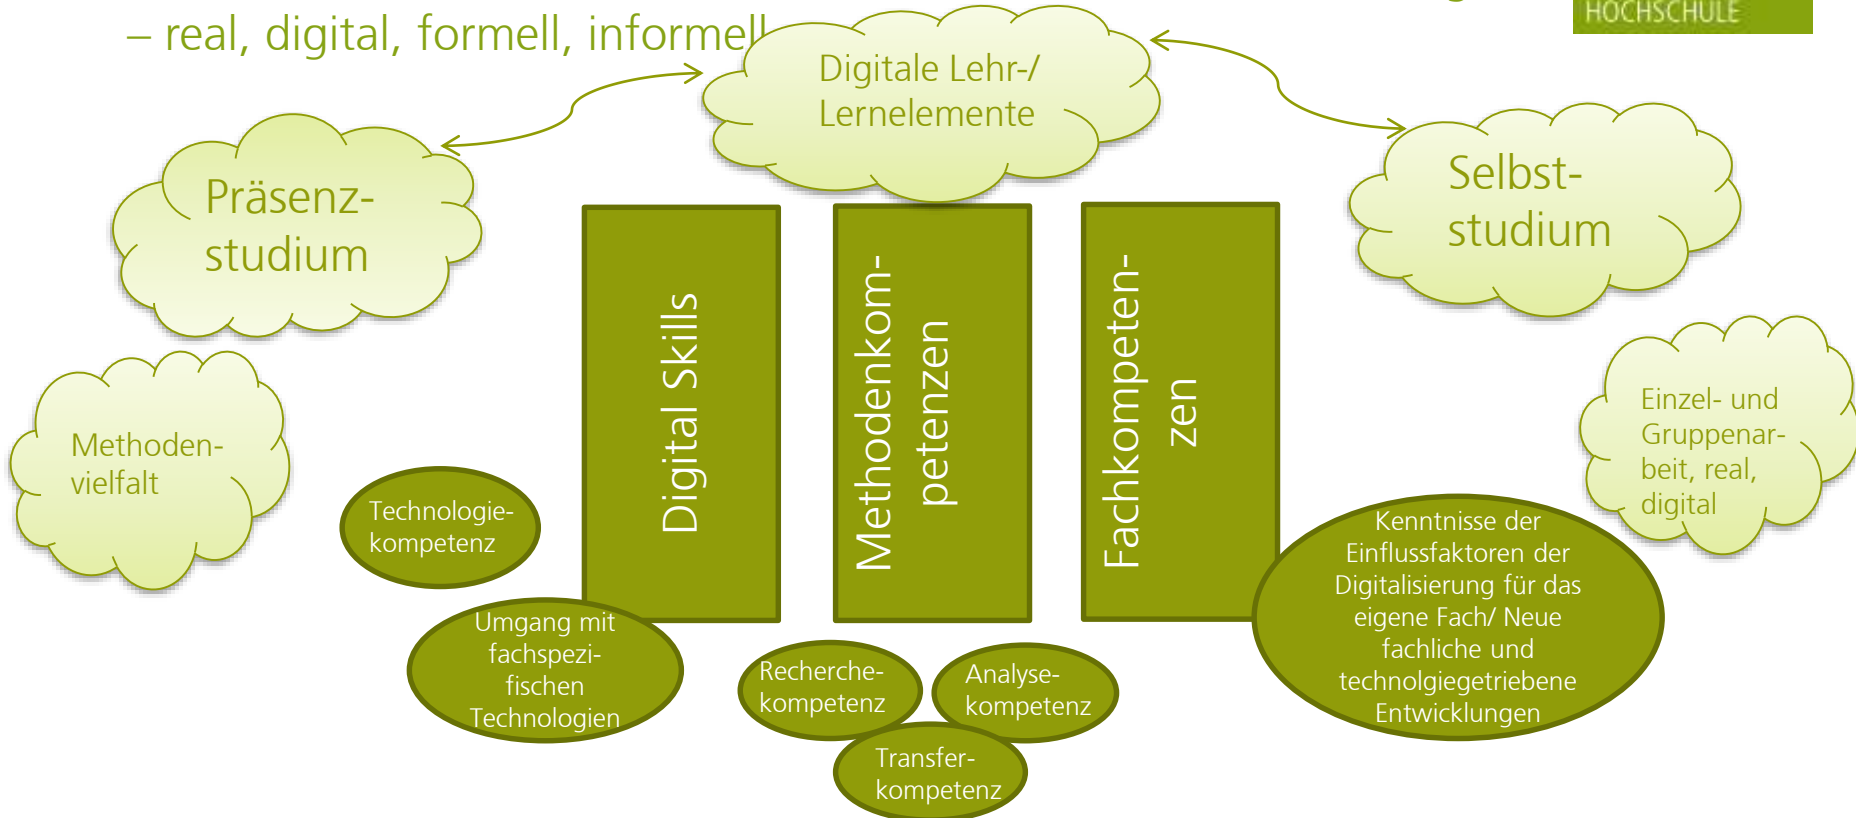 HOCHSCHULE
– real, digital, formell, informell
Digitale Lehr-/
Lernelemente
Präsenz-
studium
Selbst-
studium
Methoden-
vielfalt
Digital Skills
Methodenkom-
petenzen
Fachkompeten-
zen
Einzel- und
Gruppenar-
beit, real,
digital
Technologie-
kompetenz
Umgang mit
fachspezi-
fischen
Technologien
Recherche-
kompetenz
Analyse-
kompetenz
Transfer-
kompetenz
Kenntnisse der
Einflussfaktoren der
Digitalisierung für das
eigene Fach/ Neue
fachliche und
technolgiegetriebene
Entwicklungen